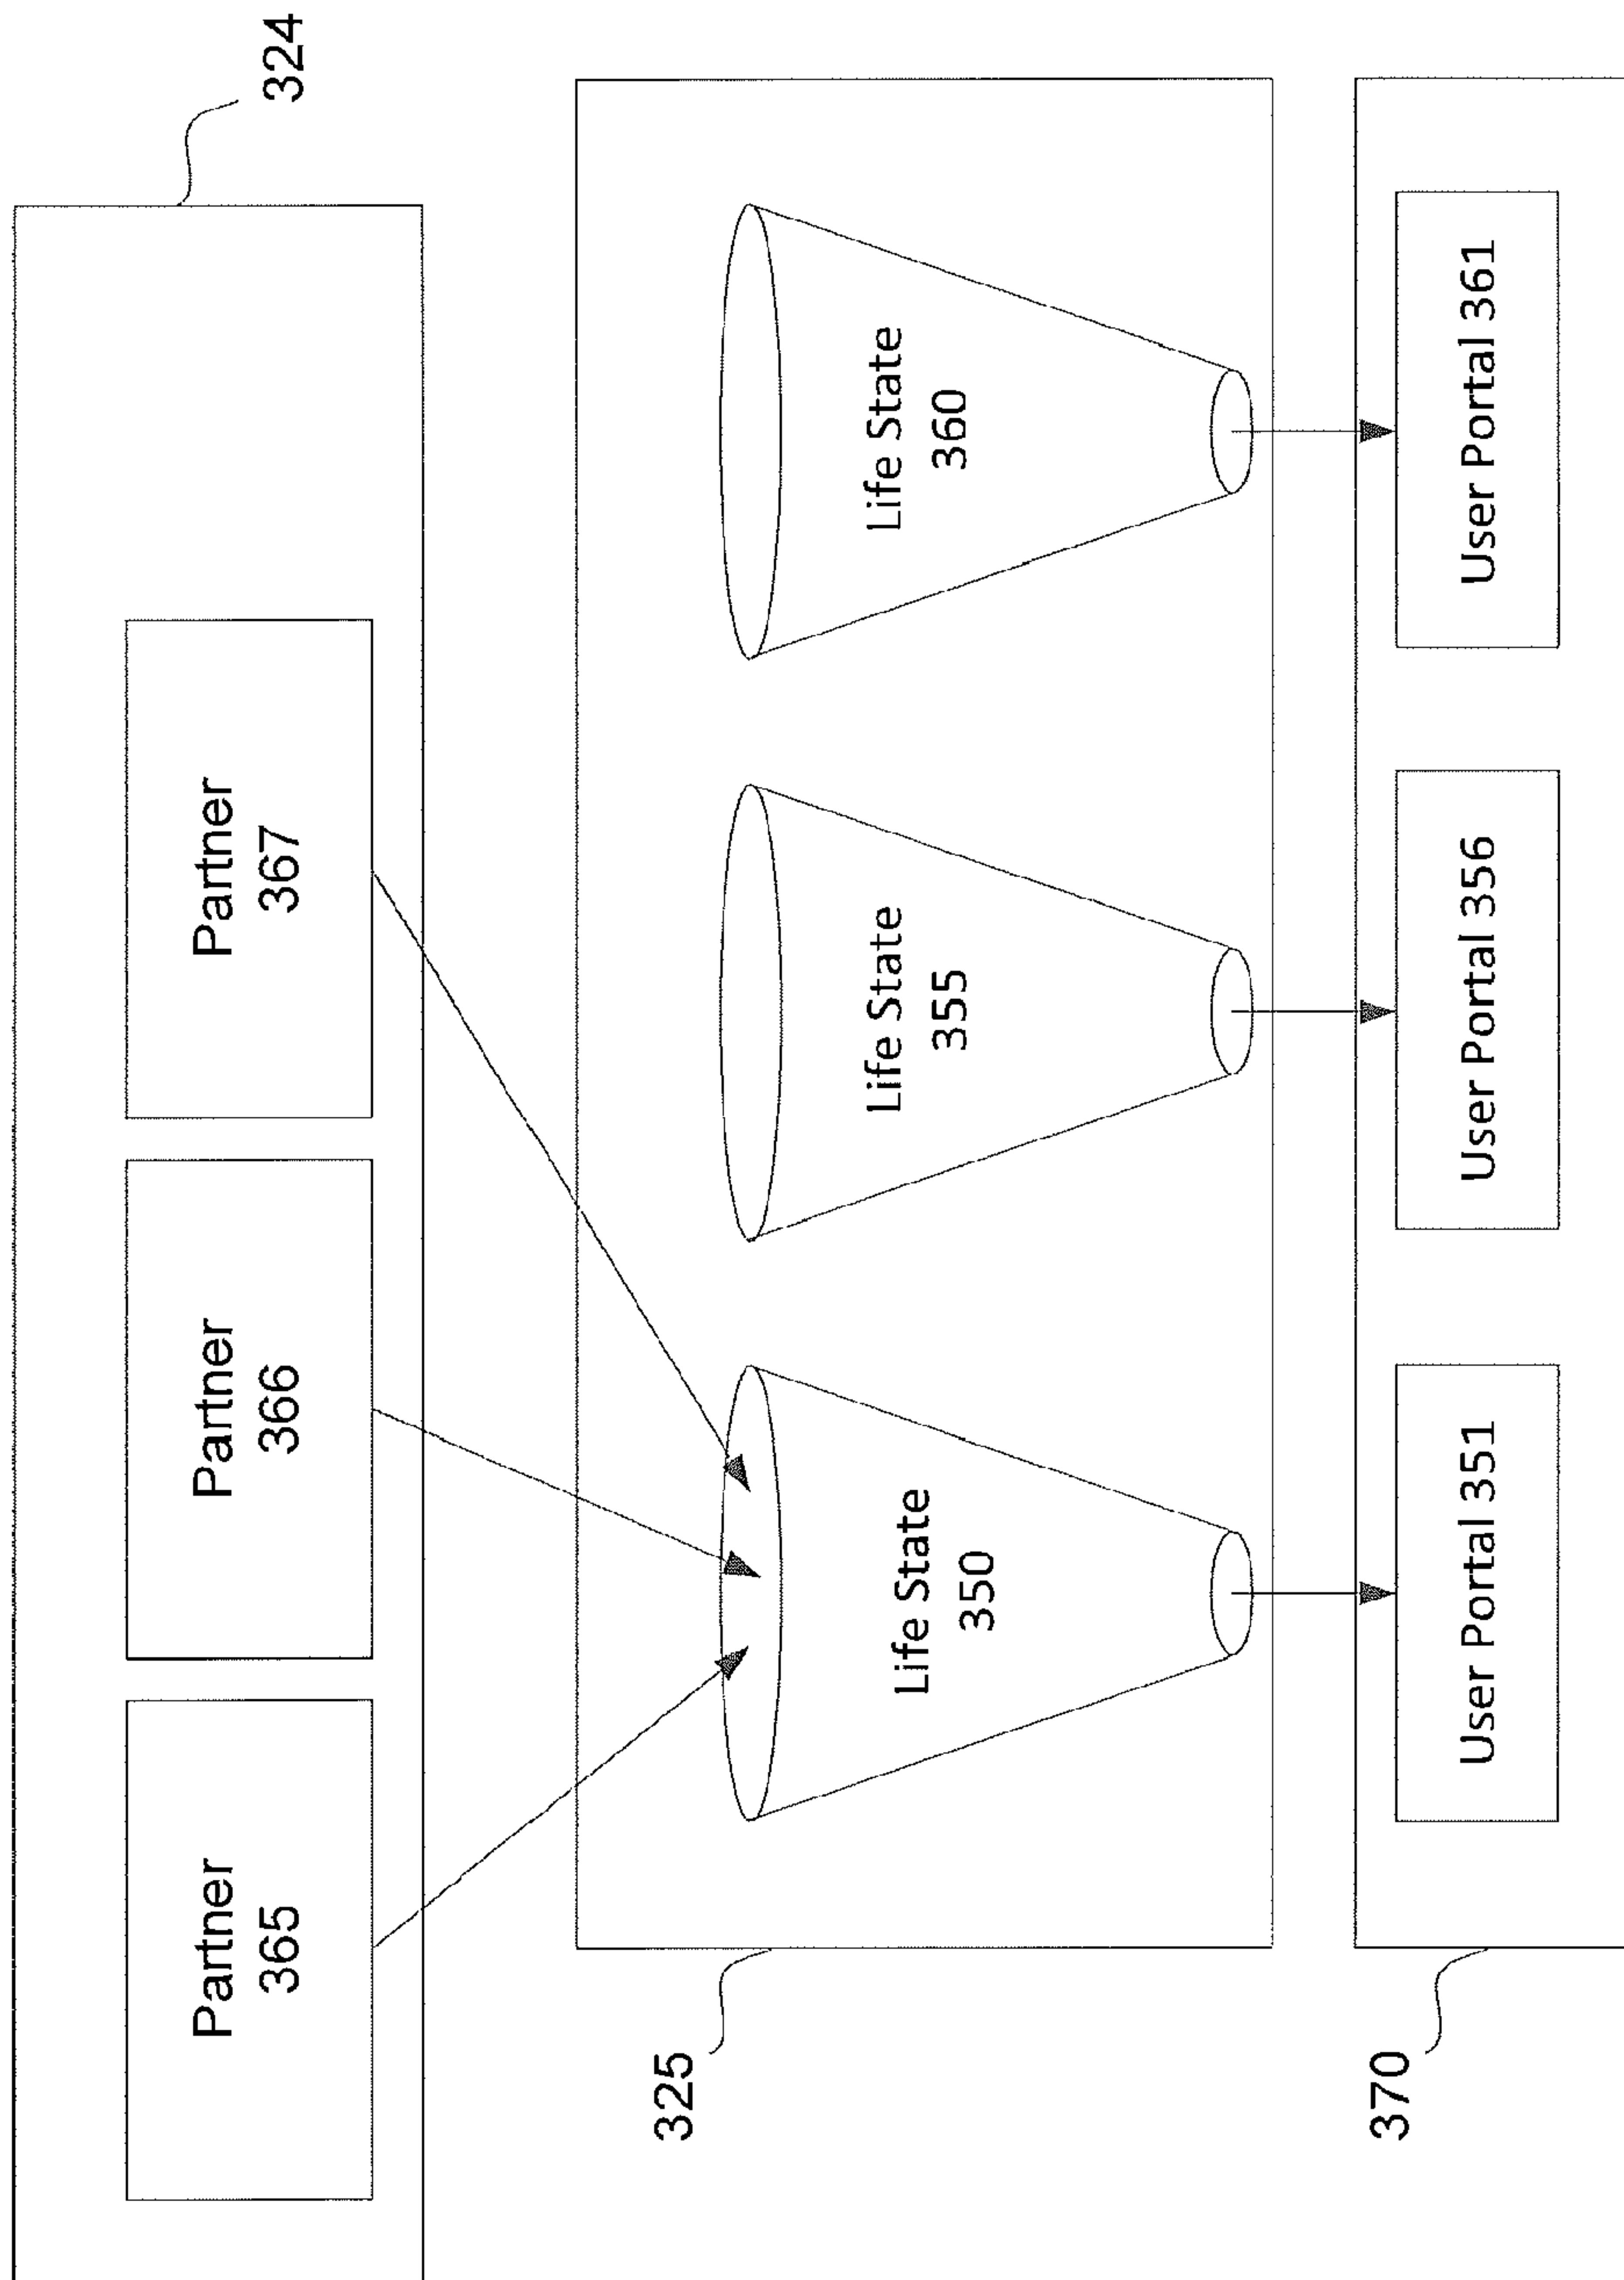 324
Partner
365
Partner
366
Partner
367
325
Life State
350
Life State
355
Life State
360
370
User Portal 351
User Portal 356
User Portal 361